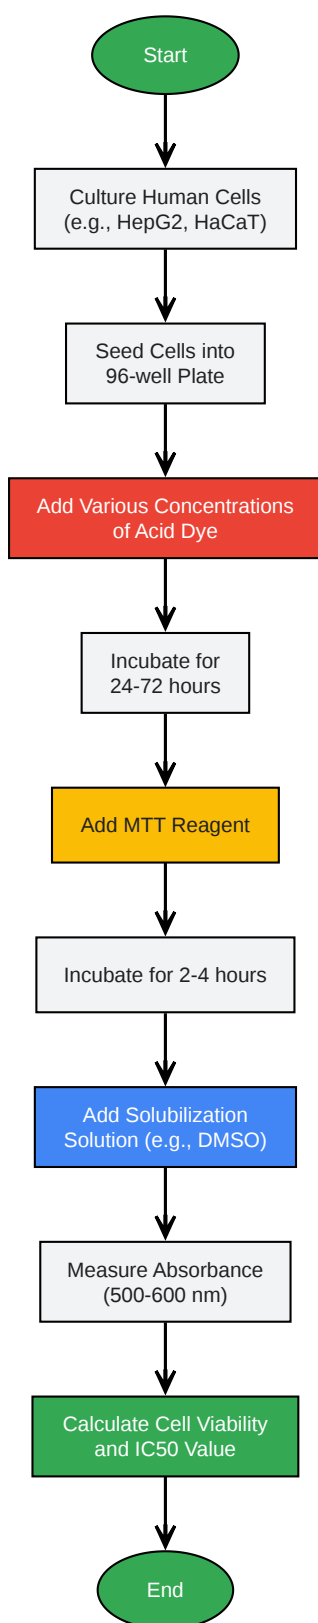 Start
Culture Human Cells
(e.g., HepG2, HaCaT)
Seed Cells into
96-well Plate
Add Various Concentrations
of Acid Dye
Incubate for
24-72 hours
Add MTT Reagent
Incubate for 2-4 hours
Add Solubilization
Solution (e.g., DMSO)
Measure Absorbance
(500-600 nm)
Calculate Cell Viability
and IC50 Value
End